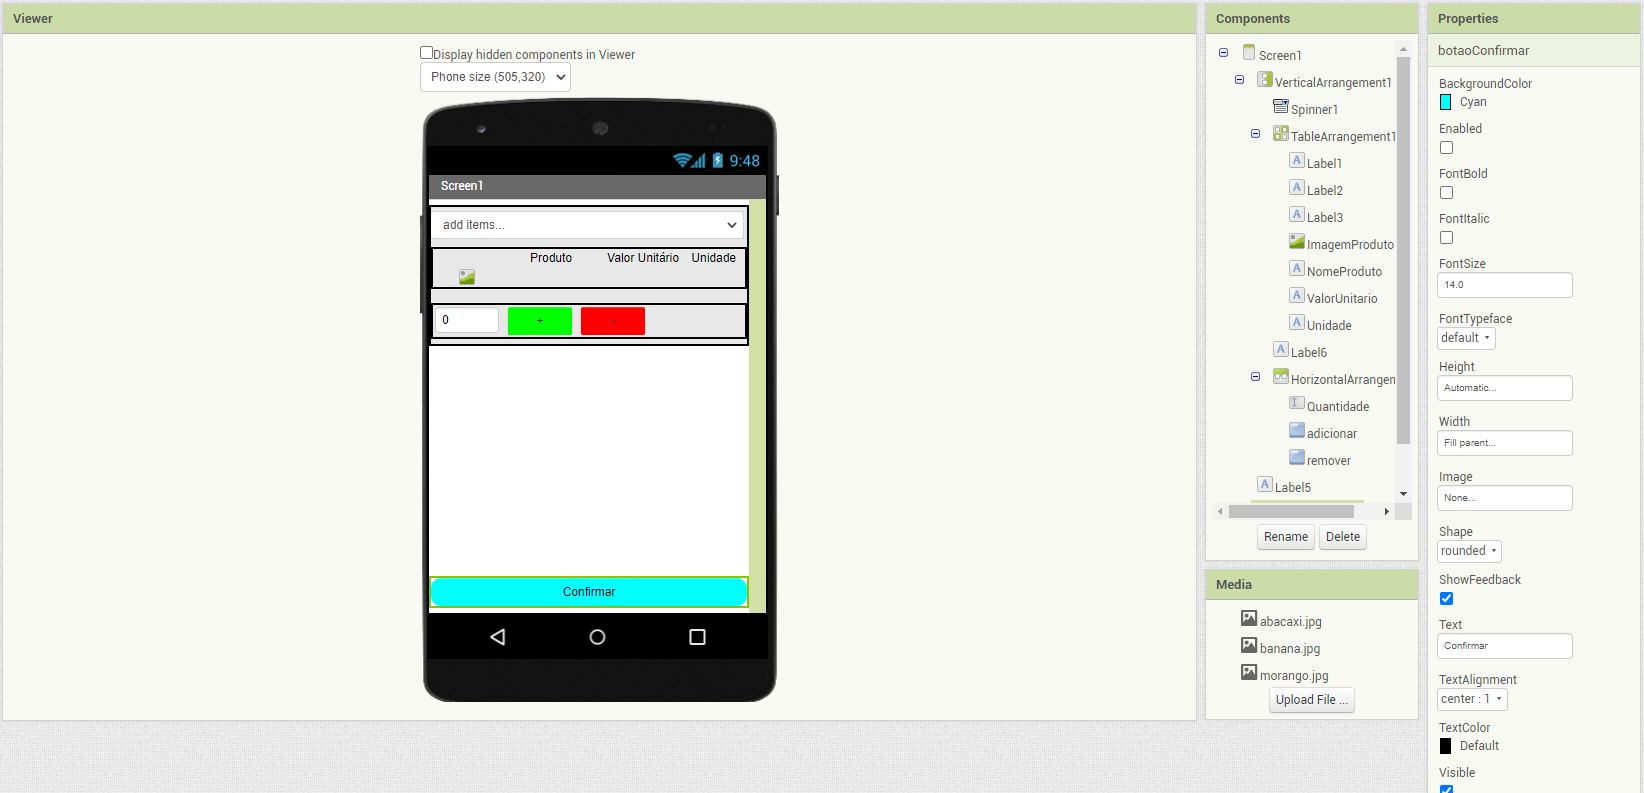 Viewer
Display hidden components in Viewer
Phone size (505,320)
9:48
Screen1
add items...
Produto Valor Unitário Unidade
0 + -
Confirmar
Components
Screen1
VerticalArrangement1
Spinner1
TableArrangement1
Label1
Label2
Label3
ImagemProduto
NomeProduto
ValorUnitario
Unidade
Label6
HorizontalArrangen
Quantidade
adicionar
remover
Label5
Rename Delete
Media
abacaxi.jpg
banana.jpg
morango.jpg
Upload File ...
Properties
botaoConfirmar
BackgroundColor
Cyan
Enabled
FontBold
FontItalic
FontSize
14.0
FontTypeface
default
Height
Automatic...
Width
Fill parent...
Image
None...
Shape
rounded
ShowFeedback
Text
Confirmar
TextAlignment
center : 1
TextColor
Default
Visible